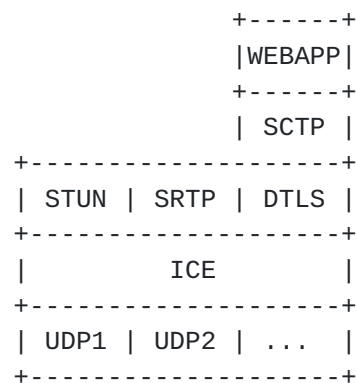 +------+
             |WEBAPP|
             +------+
             | SCTP |
+--------------------+
| STUN | SRTP | DTLS |
+--------------------+
|        ICE         |
+--------------------+
| UDP1 | UDP2 | ...  |
+--------------------+